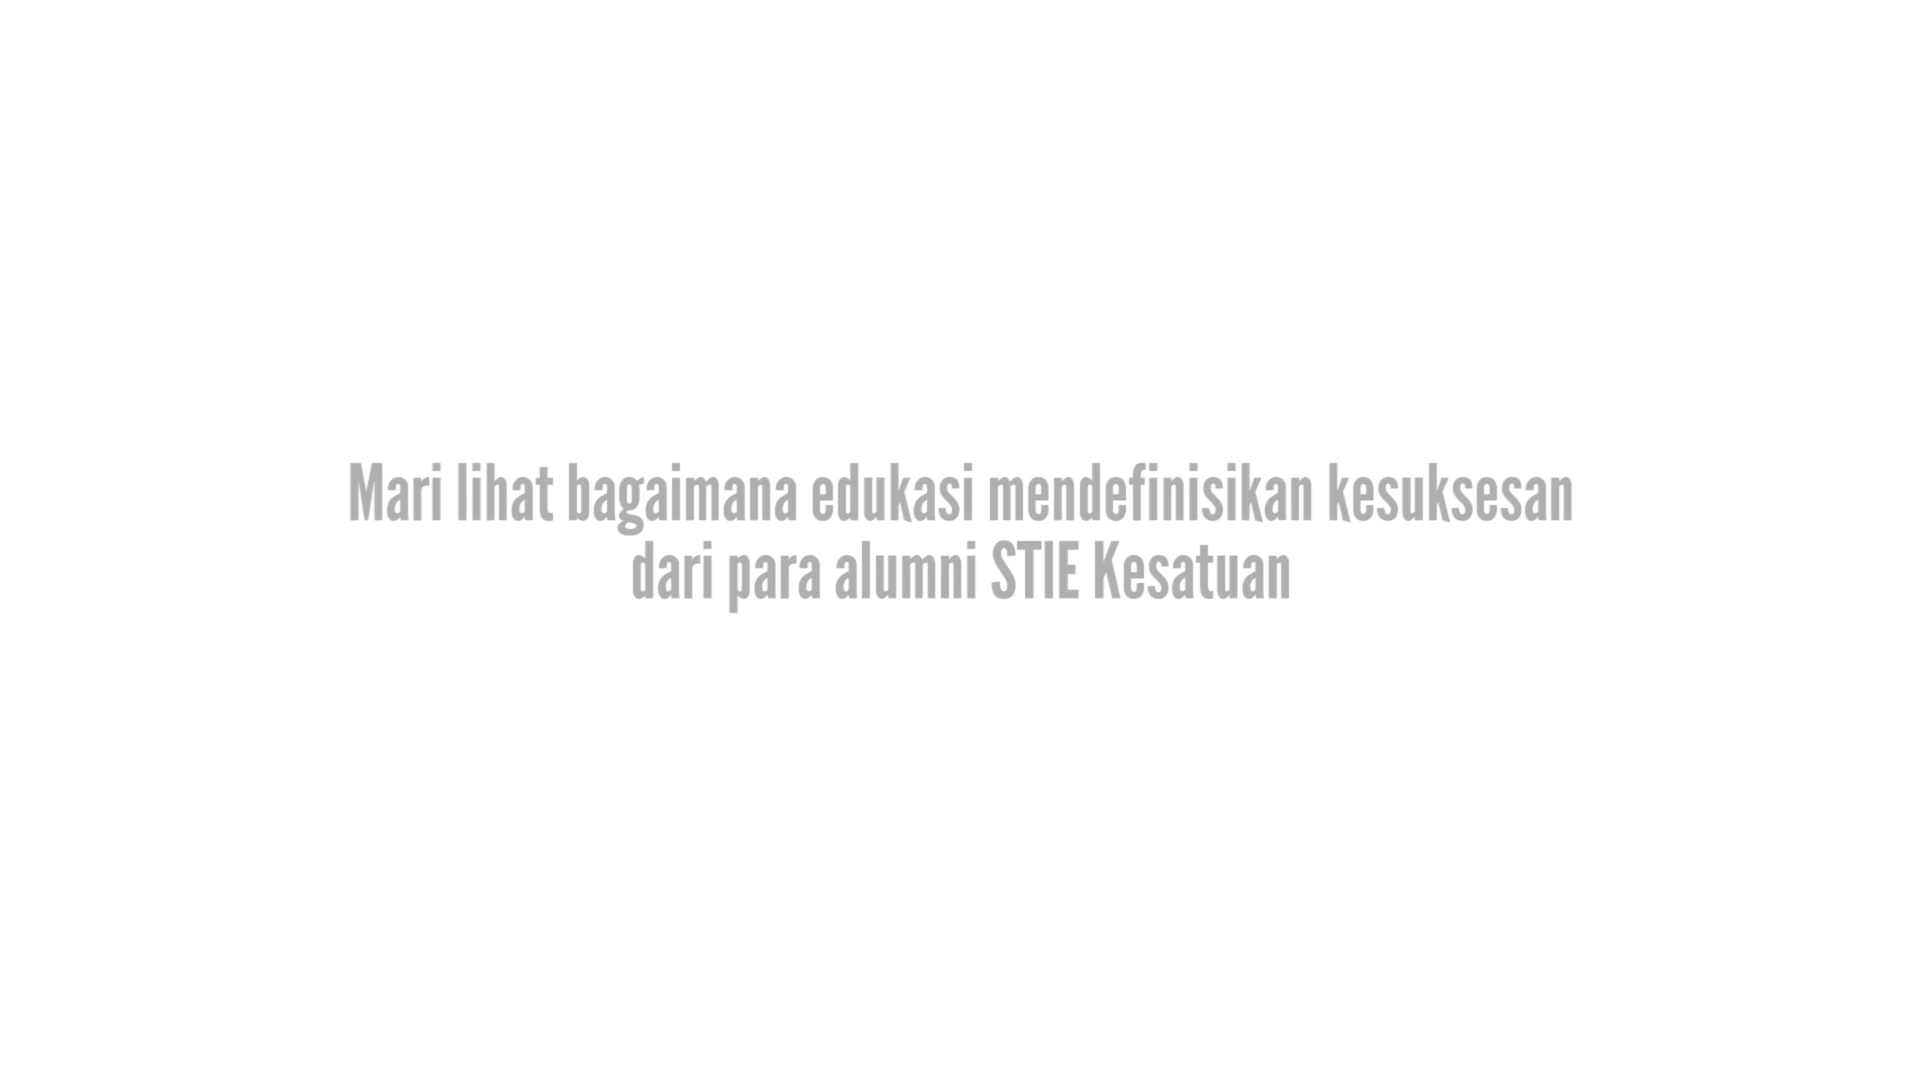 Mari lihat bagaimana edukasi mendefinisikan kesuksesan
dari para alumni STIE Kesatuan